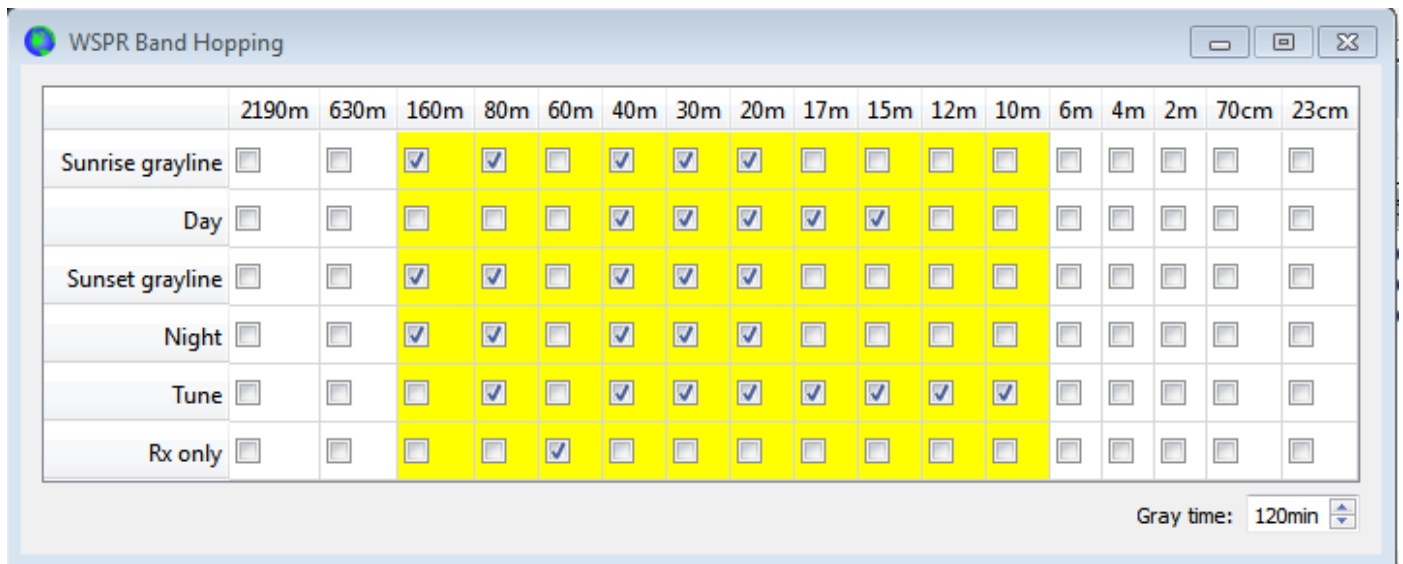 WSPR Band Hopping
2190m 630m 160m 80m 60m 40m 30m 20m 17m 15m 12m 10m 6m 4m 2m 70cm 23cm
Sunrise grayline
Day
Sunset grayline
Night
Tune
Rx only
Gray time: 120min